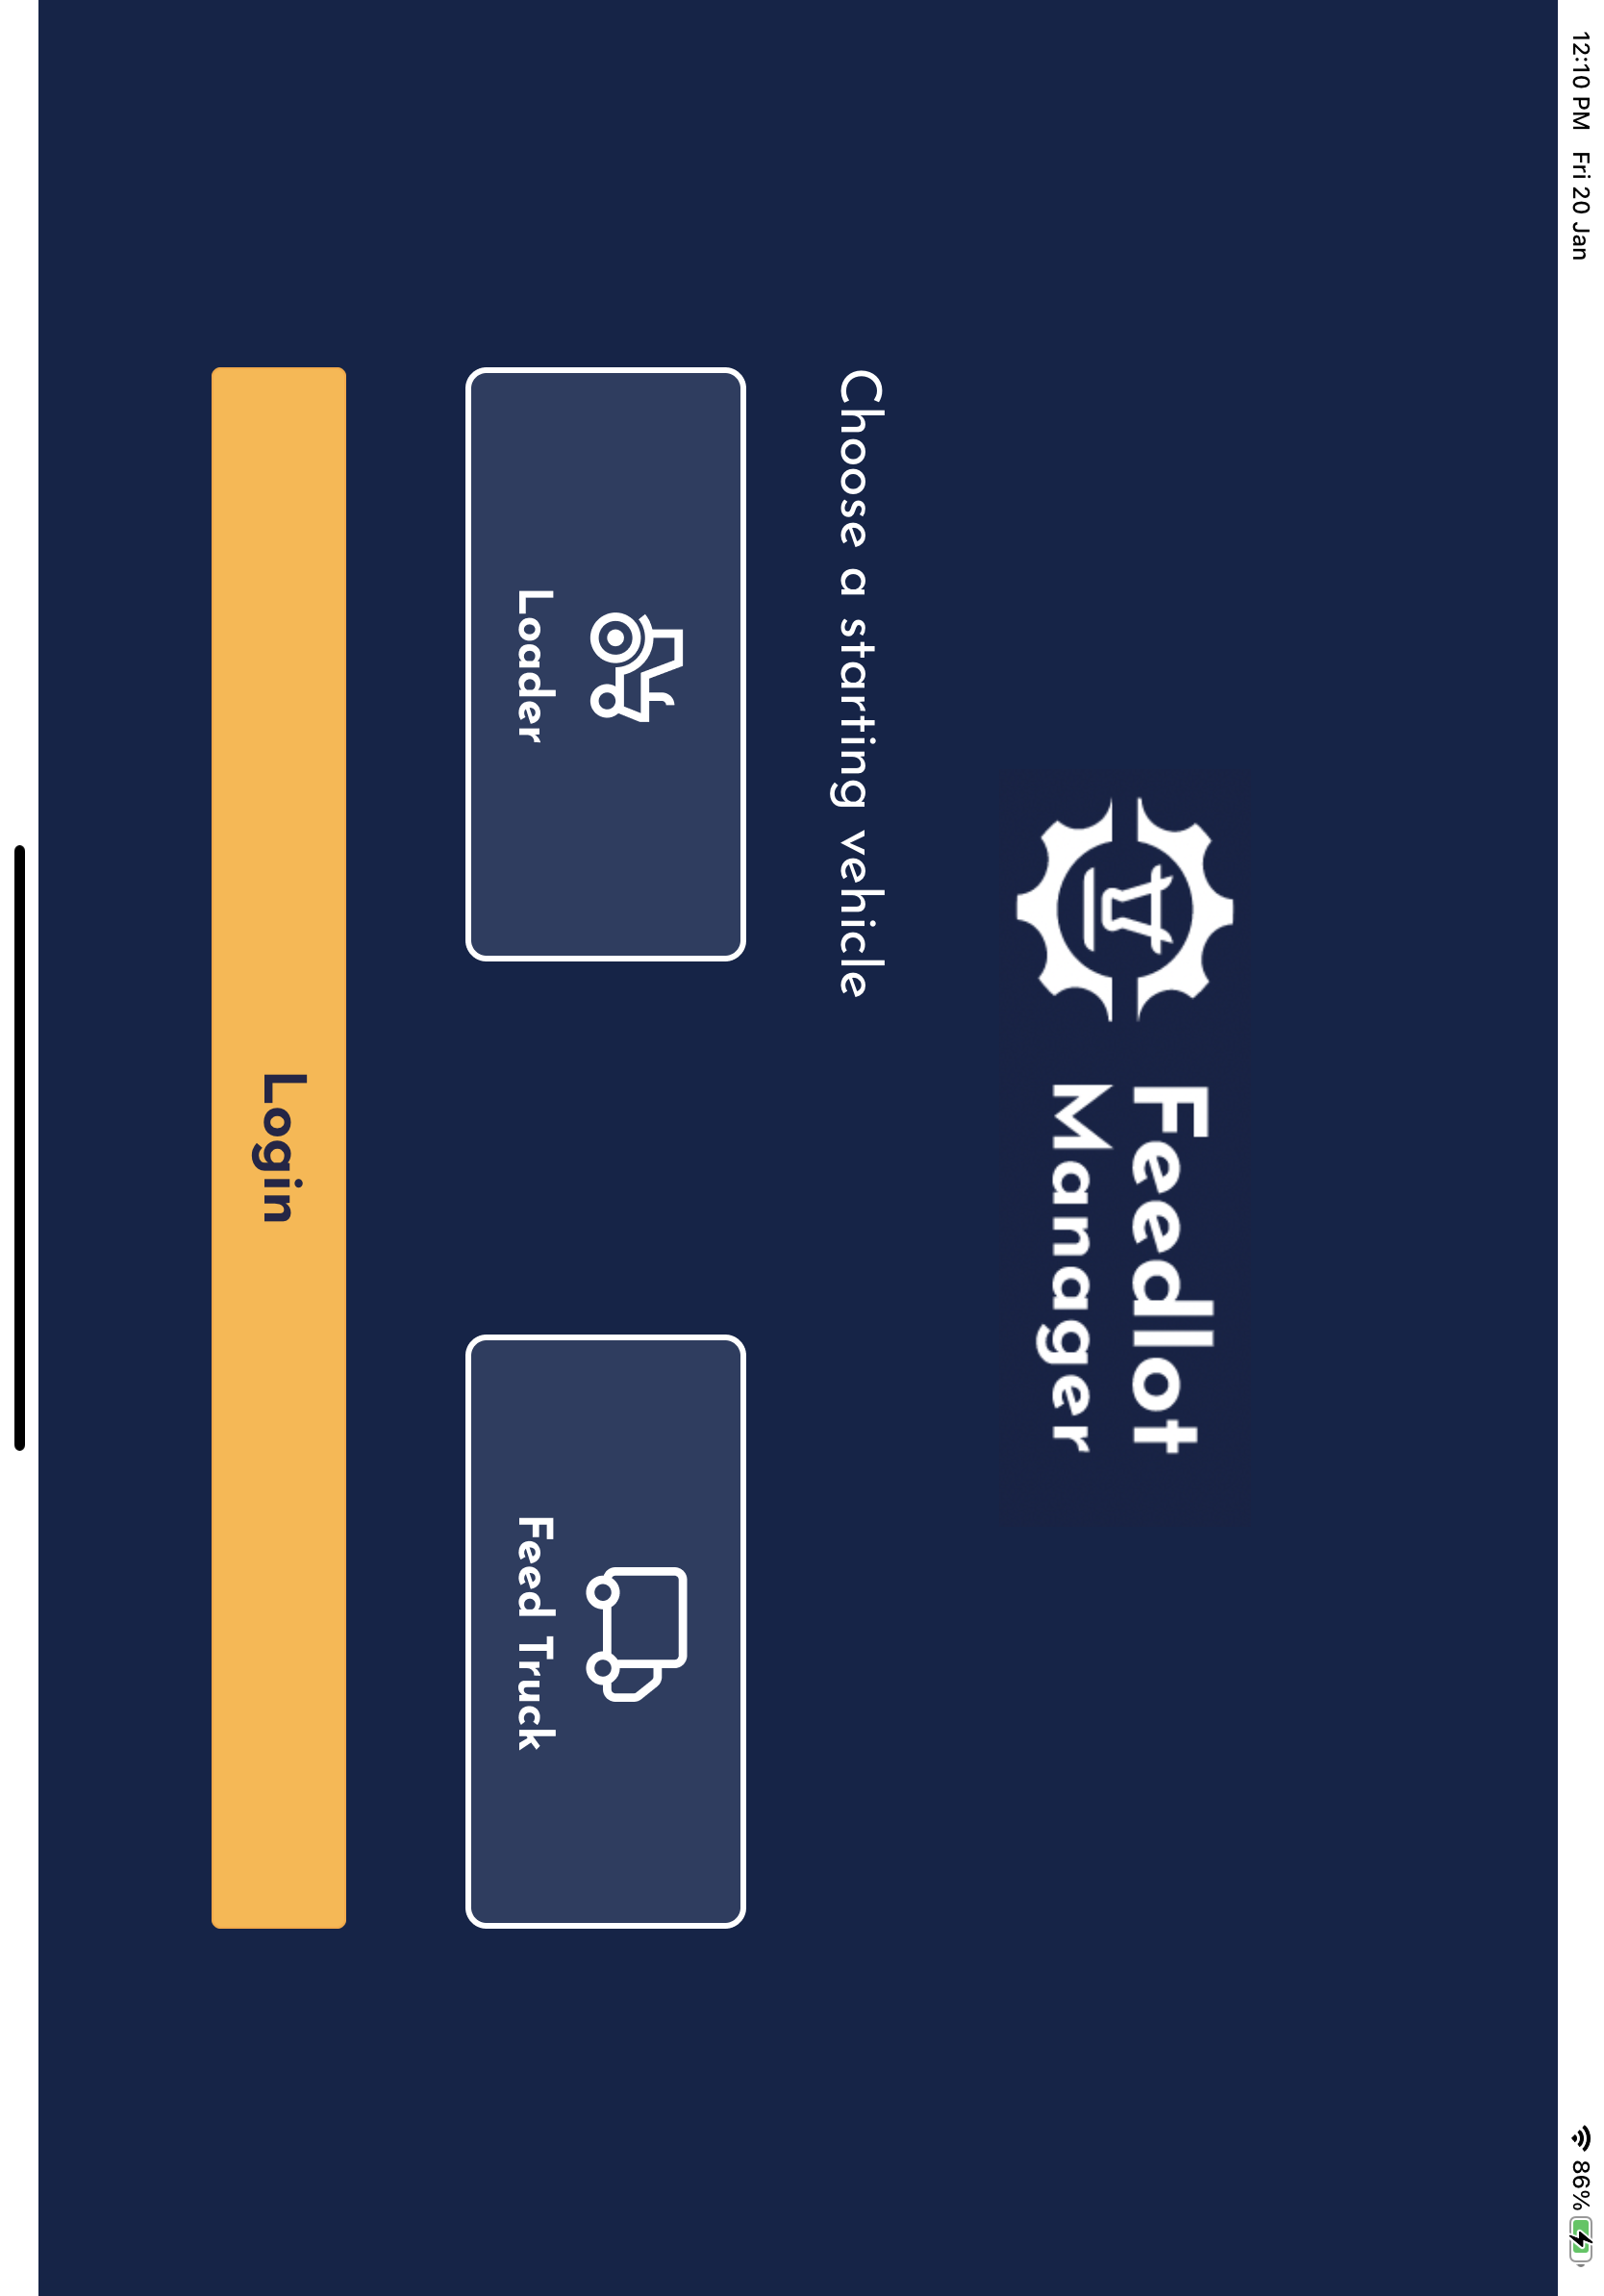 12:10 PM Fri 20 Jan
86%
Feedlot
Manager
Choose a starting vehicle
Loader
Feed Truck
Login